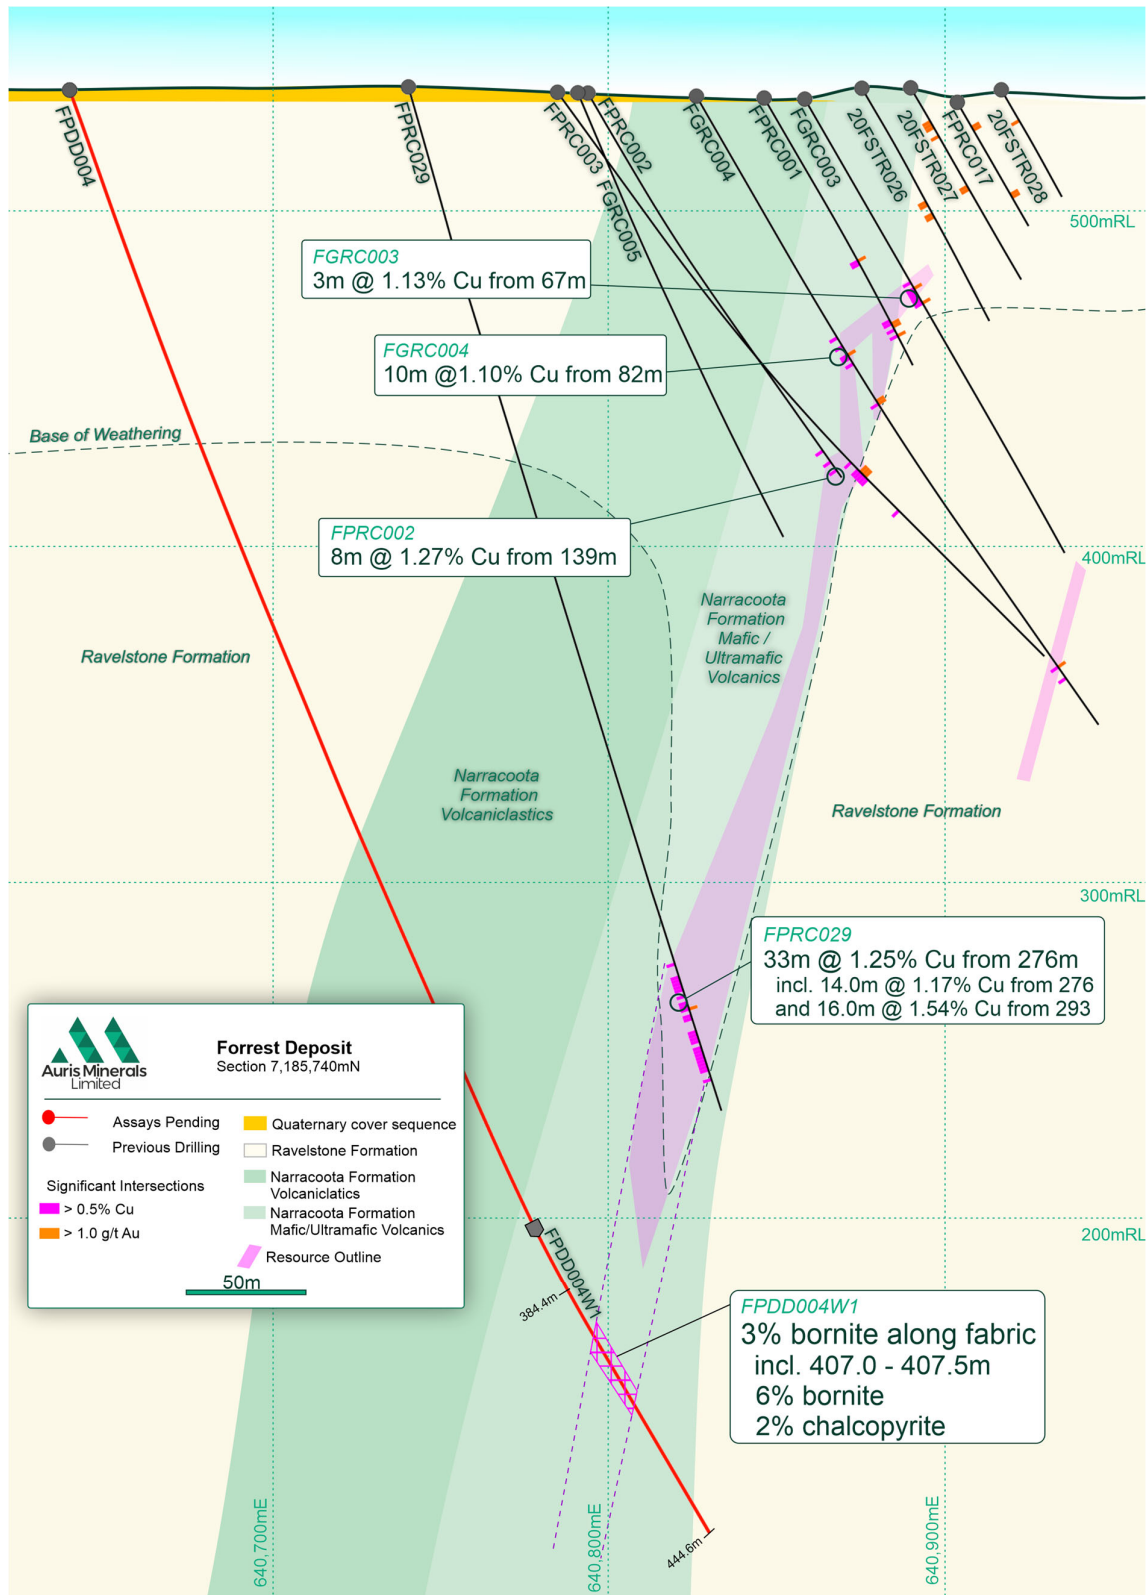 FPDD004
FPRC029
FPRC003
FPRC002
FGRC005
FGRC004
FPRC001
FGRC003
20FSTR026
20FSTR027
FPRC017
20FSTR028
500mRL
FGRC003
3m @ 1.13% Cu from 67m
FGRC004
10m @1.10% Cu from 82m
Base of Weathering
FPRC002
8m @ 1.27% Cu from 139m
400mRL
Narracoota
Formation
Mafic /
Ultramafic
Volcanics
Ravelstone Formation
Narracoota
Formation
Volcaniclastics
Ravelstone Formation
300mRL
FPRC029
33m @ 1.25% Cu from 276m
incl. 14.0m @ 1.17% Cu from 276
and 16.0m @ 1.54% Cu from 293
Auris Minerals
Limited
Forrest Deposit
Section 7,185,740mN
Assays Pending
Previous Drilling
Significant Intersections
> 0.5% Cu
> 1.0 g/t Au
Quaternary cover sequence
Ravelstone Formation
Narracoota Formation
Volcaniclatics
Narracoota Formation
Mafic/Ultramafic Volcanics
Resource Outline
50m
200mRL
FPDD004W1
384.4m
FPDD004W1
3% bornite along fabric
incl. 407.0 - 407.5m
6% bornite
2% chalcopyrite
444.6m
640,700mE
640,800mE
640,900mE